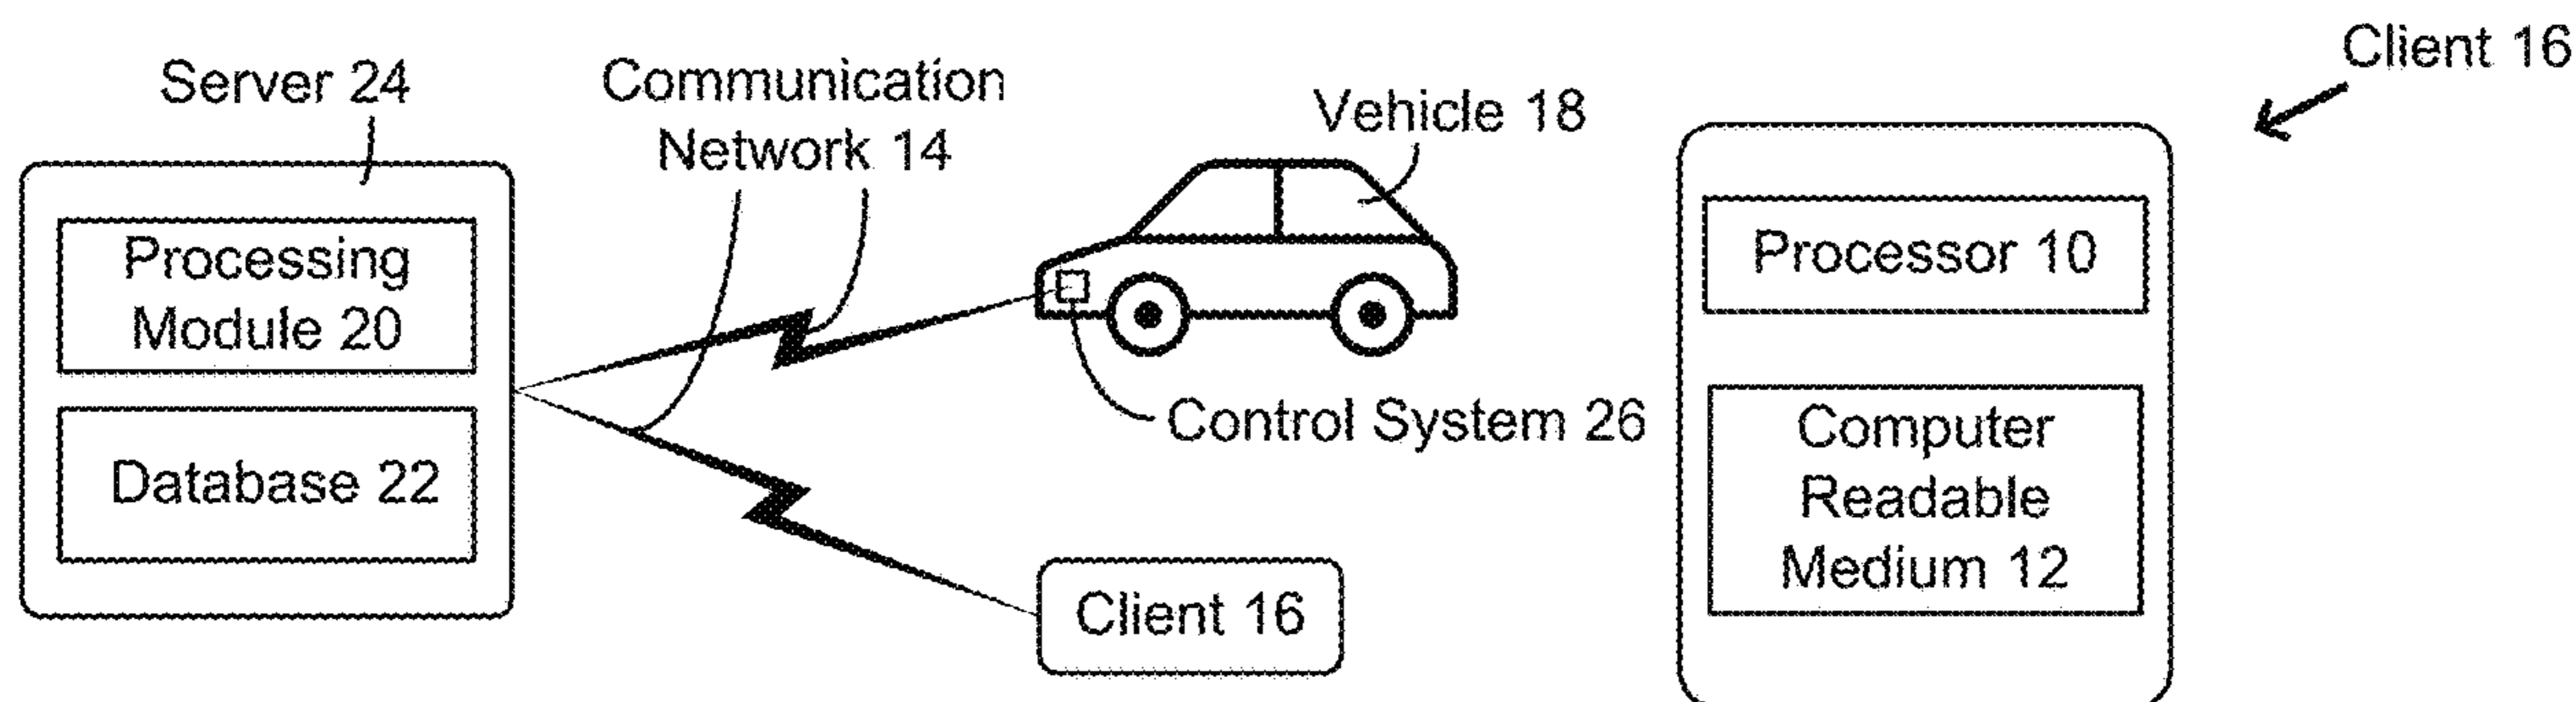 Server 24
Communication
Network 14
Vehicle 18
Client 16
Processing
Module 20
Database 22
Control System 26
Client 16
Processor 10
Computer
Readable
Medium 12